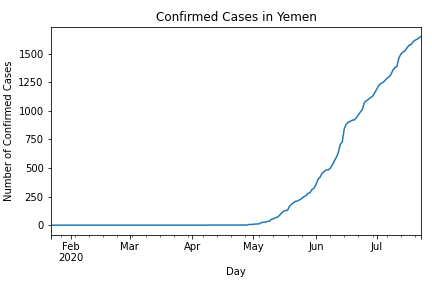 Confirmed Cases in Yemen
Number of Confirmed Cases
1500
1250
1000
750
500
250
0
Feb Mar Apr May Jun Jul
2020
Day